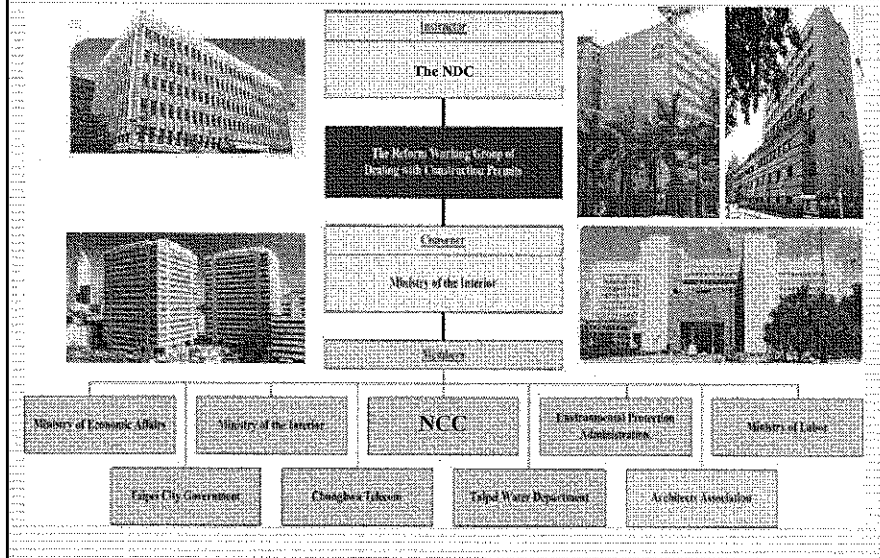 Instructor
The NDC
The Reform Working Group of
Dealing with Construction Permits
Convener
Ministry of the Interior
Members
Ministry of Economic Affairs
Ministry of the Interior
NCC
Environmental Protection
Administration
Ministry of Labor
Taipei City Government
Chunghwa Telecom
Taipei Water Department
Architects Association